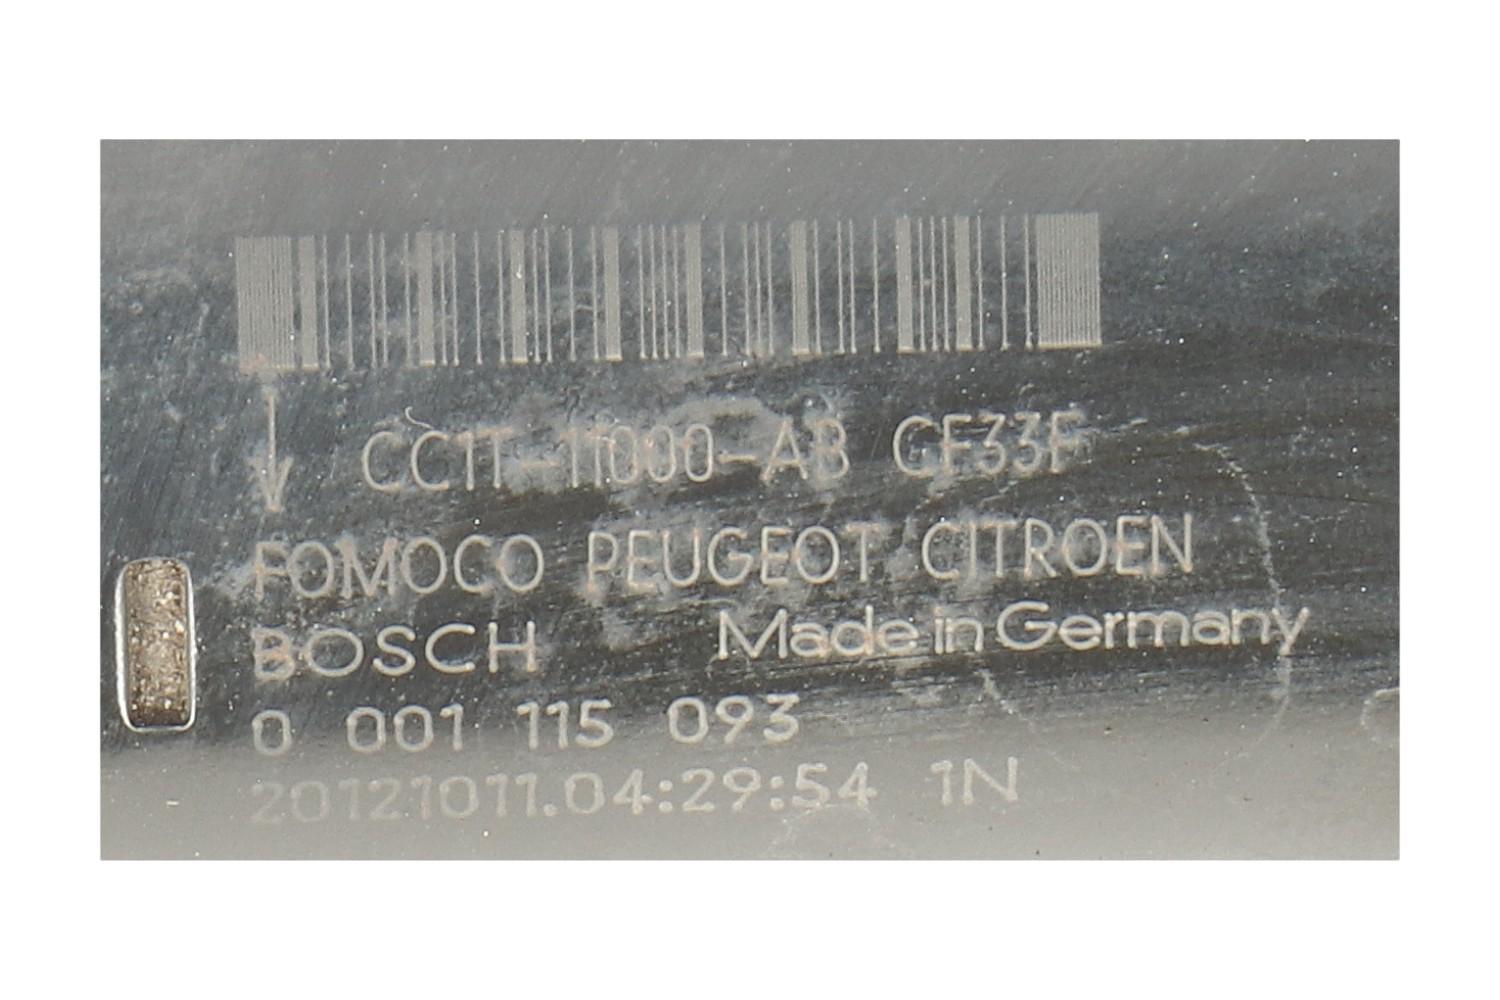 CC1T-11000-AB CF33F
FOMOCO PEUGEOT CITROEN
BOSCH Made in Germany
0 001 115 093
20121011.04:29:54 1N